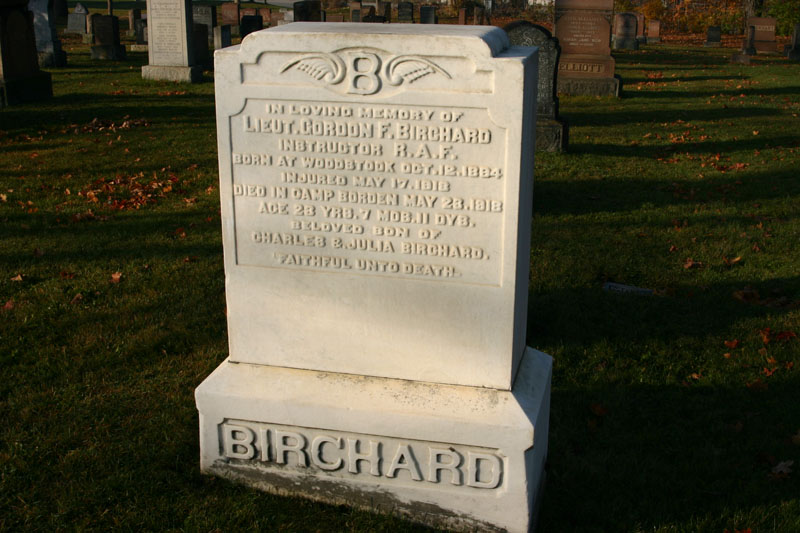 B
IN LOVING MEMORY OF
LIEUT. GORDON F. BIRCHARD
INSTRUCTOR R.A.F.
BORN AT WOODSTOCK OCT. 12, 1894
INJURED MAY 17, 1918
DIED IN CAMP BORDEN MAY 23, 1918
AGE 23 YRS. 7 MOS. 11 DYS.
BELOVED SON OF
CHARLES & JULIA BIRCHARD.
FAITHFUL UNTO DEATH.
BIRCHARD